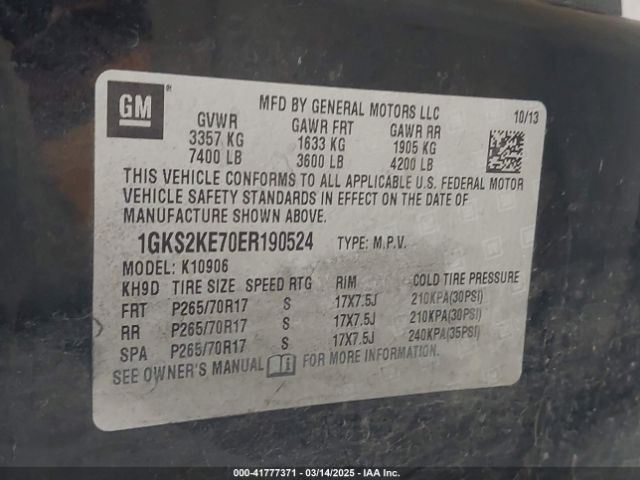 GM
MFD BY GENERAL MOTORS LLC
10/13
GVWR GAWR FRT GAWR RR
3357 KG 1633 KG 1905 KG
7400 LB 3600 LB 4200 LB
THIS VEHICLE CONFORMS TO ALL APPLICABLE U.S. FEDERAL MOTOR
VEHICLE SAFETY STANDARDS IN EFFECT ON THE DATE OF
MANUFACTURE SHOWN ABOVE.
1GKS2KE70ER190524 TYPE: M.P.V.
MODEL: K10906
KH9D TIRE SIZE SPEED RTG RIM COLD TIRE PRESSURE
FRT P265/70R17 S 17X7.5J 210KPA(30PSI)
RR P265/70R17 S 17X7.5J 210KPA(30PSI)
SPA P265/70R17 S 17X7.5J 240KPA(35PSI)
SEE OWNER'S MANUAL FOR MORE INFORMATION.
000-41777371 - 03/14/2025 - IAA Inc.